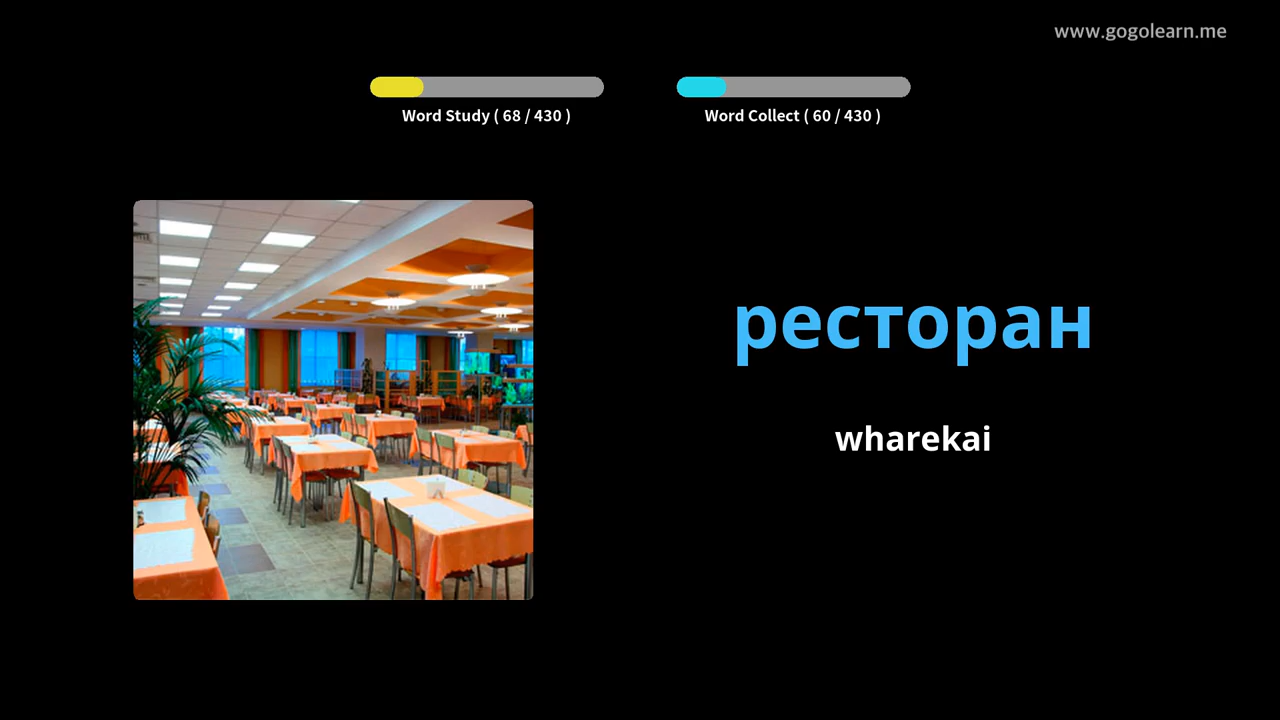 www.gogolearn.me
Word Study ( 68 / 430 )
Word Collect ( 60 / 430 )
ресторан
wharekai